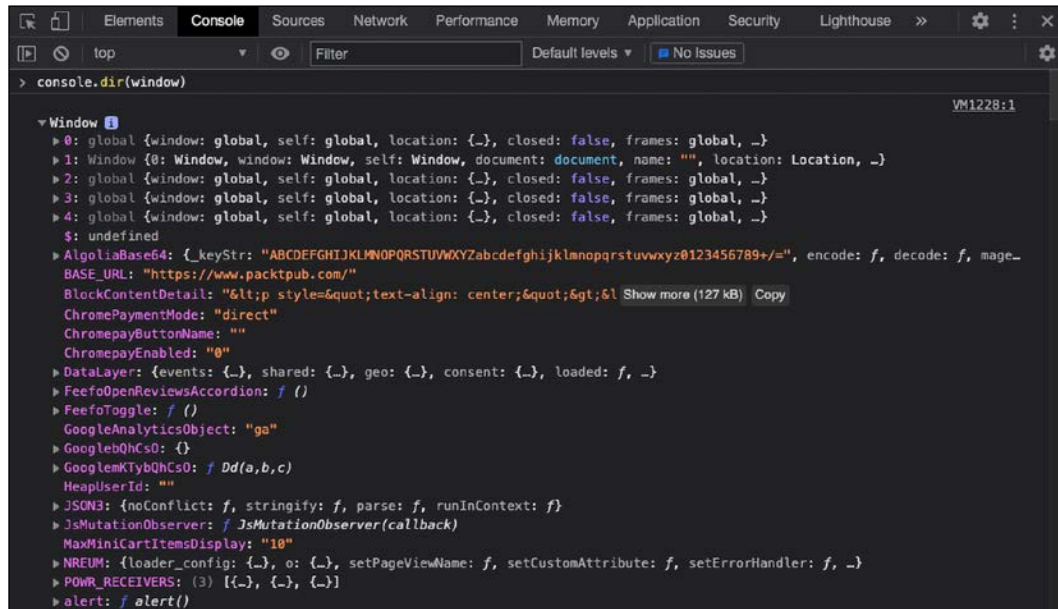 Elements Console Sources Network Performance Memory Application Security Lighthouse »
top ▼ Filter Default levels ▼ No Issues
> console.dir(window)
VM1228:1
▼Window i
▶0: global {window: global, self: global, location: {…}, closed: false, frames: global, …}
▶1: Window {0: Window, window: Window, self: Window, document: document, name: "", location: Location, …}
▶2: global {window: global, self: global, location: {…}, closed: false, frames: global, …}
▶3: global {window: global, self: global, location: {…}, closed: false, frames: global, …}
▶4: global {window: global, self: global, location: {…}, closed: false, frames: global, …}
$: undefined
▶AlgoliaBase64: {_keyStr: "ABCDEFGHIJKLMNOPQRSTUVWXYZabcdefghijklmnopqrstuvwxyz0123456789+/=", encode: ƒ, decode: ƒ, mage…
BASE_URL: "https://www.packtpub.com/"
BlockContentDetail: "&lt;p style=&quot;text-align: center;&quot;&gt;&l Show more (127 kB) Copy
ChromePaymentMode: "direct"
ChromepayButtonName: ""
ChromepayEnabled: "0"
▶DataLayer: {events: {…}, shared: {…}, geo: {…}, consent: {…}, loaded: ƒ, …}
▶FeefoOpenReviewsAccordion: ƒ ()
▶FeefoToggle: ƒ ()
GoogleAnalyticsObject: "ga"
▶GooglebQhCsO: {}
▶GooglemKTybQhCsO: ƒ Dd(a,b,c)
HeapUserId: ""
▶JSON3: {noConflict: ƒ, stringify: ƒ, parse: ƒ, runInContext: ƒ}
▶JsMutationObserver: ƒ JsMutationObserver(callback)
MaxMiniCartItemsDisplay: "10"
▶NREUM: {loader_config: {…}, o: {…}, setPageViewName: ƒ, setCustomAttribute: ƒ, setErrorHandler: ƒ, …}
▶POWR_RECEIVERS: (3) [{…}, {…}, {…}]
▶alert: ƒ alert()